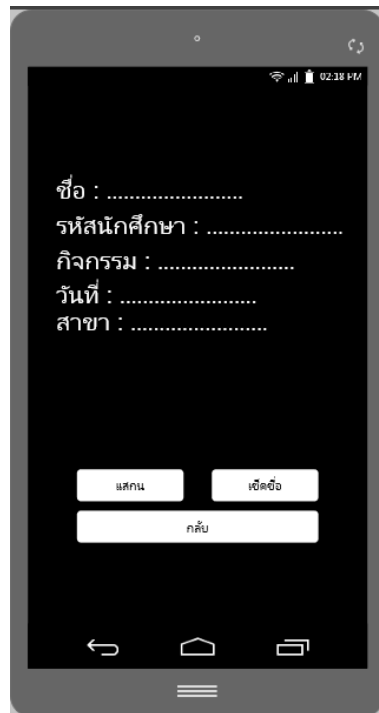 02:18 PM
ชื่อ : ........................
รหัสนักศึกษา : ........................
กิจกรรม : ........................
วันที่ : ........................
สาขา : ........................
แสกน
เช็คชื่อ
กลับ